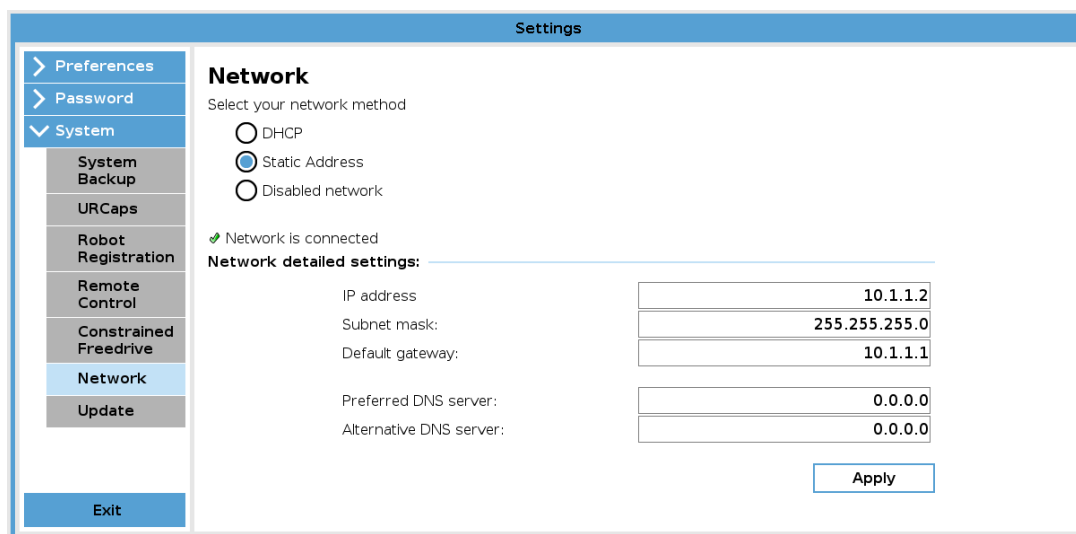 Settings
Preferences
Password
System
System
Backup
URCaps
Robot
Registration
Remote
Control
Constrained
Freedrive
Network
Update
Exit
Network
Select your network method
DHCP
Static Address
Disabled network
Network is connected
Network detailed settings:
IP address 10.1.1.2
Subnet mask: 255.255.255.0
Default gateway: 10.1.1.1
Preferred DNS server: 0.0.0.0
Alternative DNS server: 0.0.0.0
Apply